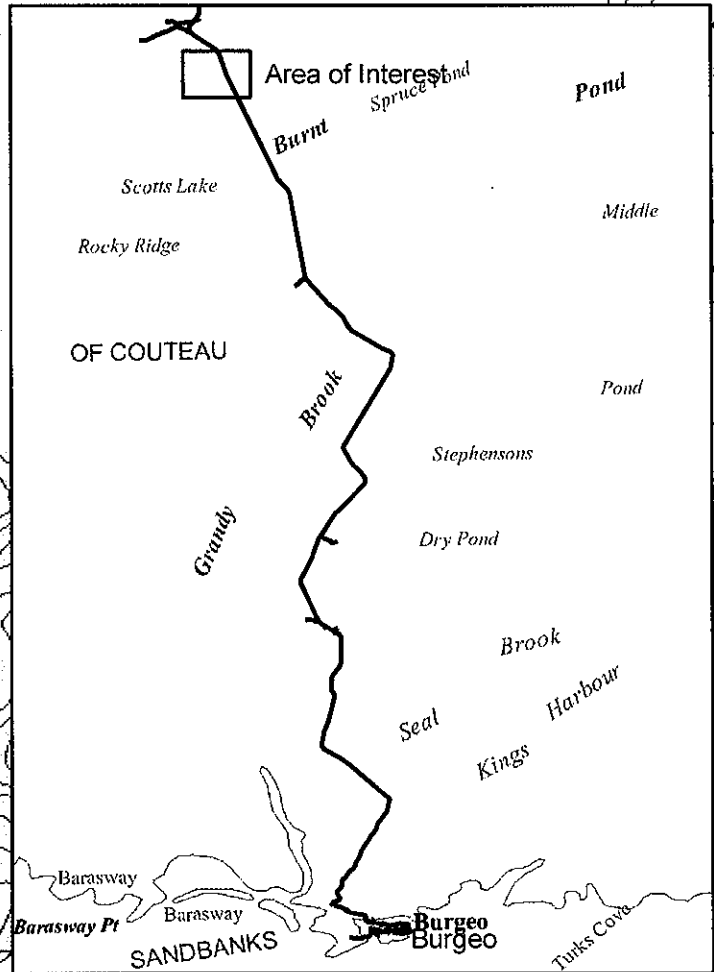 Area of Interest
Spruce Pond
Pond
Burnt
Scotts Lake
Middle
Rocky Ridge
OF COUTEAU
Brook
Pond
Stephensons
Grandy
Dry Pond
Brook
Harbour
Seal
Kings
Barasway
Barasway
Barasway Pt
Burgeo
Burgeo
SANDBANKS
Turks Cove